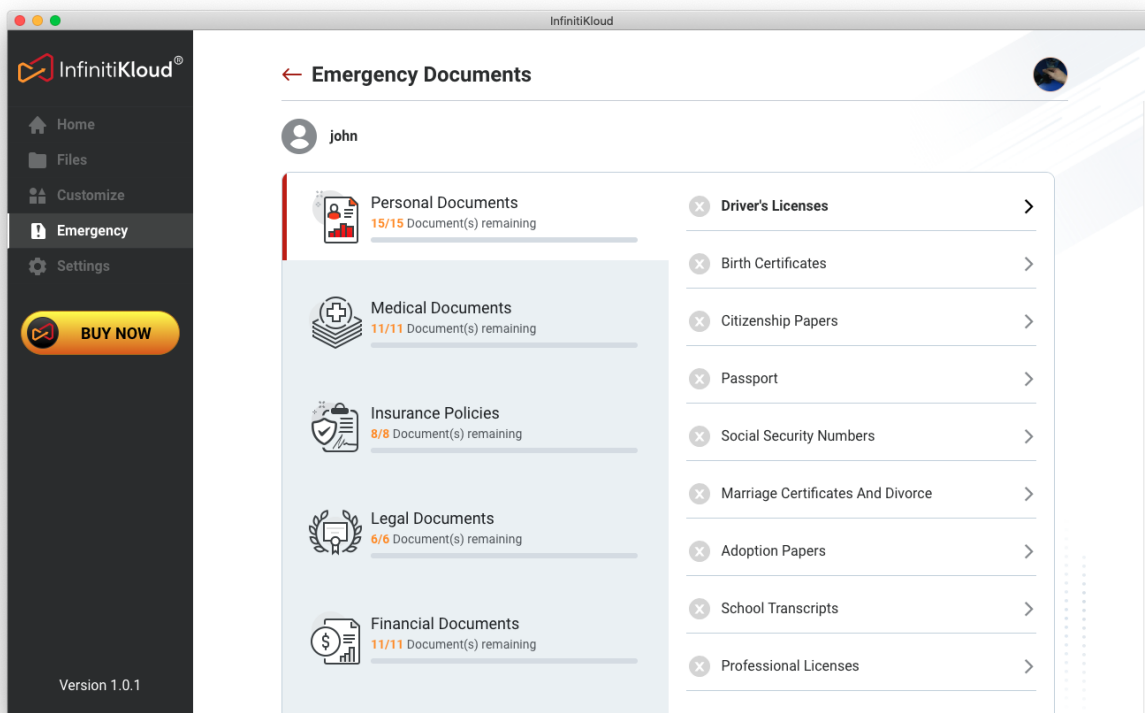 InfinitiKloud
InfinitiKloud®
Home
Files
Customize
Emergency
Settings
BUY NOW
Version 1.0.1
Emergency Documents
john
Personal Documents
15/15 Document(s) remaining
Medical Documents
11/11 Document(s) remaining
Insurance Policies
8/8 Document(s) remaining
Legal Documents
6/6 Document(s) remaining
Financial Documents
11/11 Document(s) remaining
Driver's Licenses
Birth Certificates
Citizenship Papers
Passport
Social Security Numbers
Marriage Certificates And Divorce
Adoption Papers
School Transcripts
Professional Licenses